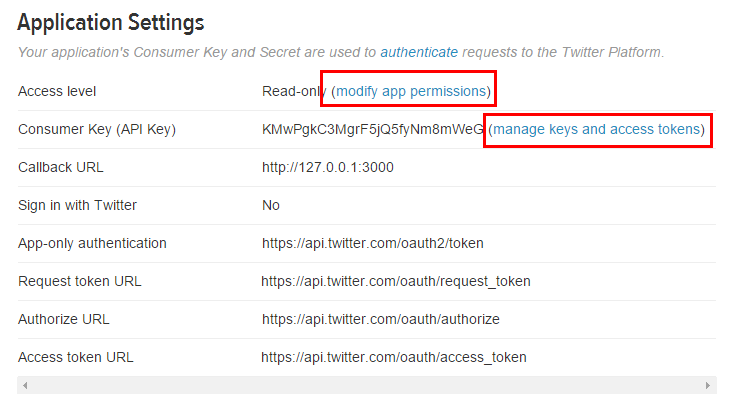 Application Settings
Your application's Consumer Key and Secret are used to authenticate requests to the Twitter Platform.
Access level Read-only (modify app permissions)
Consumer Key (API Key) KMwPgkC3MgrF5jQ5fyNm8mWeG (manage keys and access tokens)
Callback URL http://127.0.0.1:3000
Sign in with Twitter No
App-only authentication https://api.twitter.com/oauth2/token
Request token URL https://api.twitter.com/oauth/request_token
Authorize URL https://api.twitter.com/oauth/authorize
Access token URL https://api.twitter.com/oauth/access_token